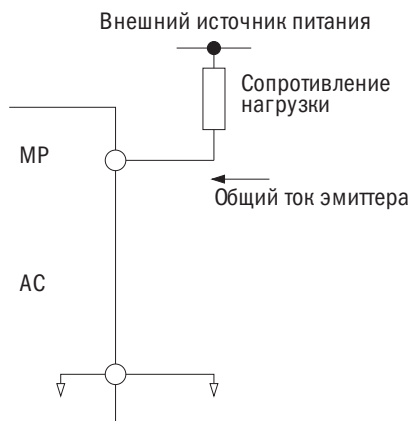 Внешний источник питания
Сопротивление
нагрузки
MP
Общий ток эмиттера
AC